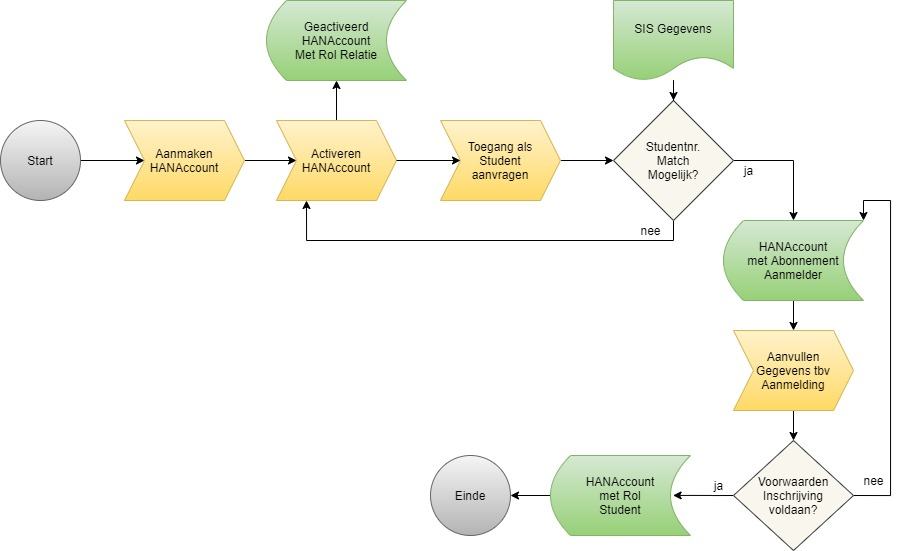 Geactiveerd
HANAccount
Met Rol Relatie
SIS Gegevens
Start
Aanmaken
HANAccount
Activeren
HANAccount
Toegang als
Student
aanvragen
Studentnr.
Match
Mogelijk?
ja
nee
HANAccount
met Abonnement
Aanmelder
Aanvullen
Gegevens tbv
Aanmelding
Voorwaarden
Inschrijving
voldaan?
nee
ja
HANAccount
met Rol
Student
Einde